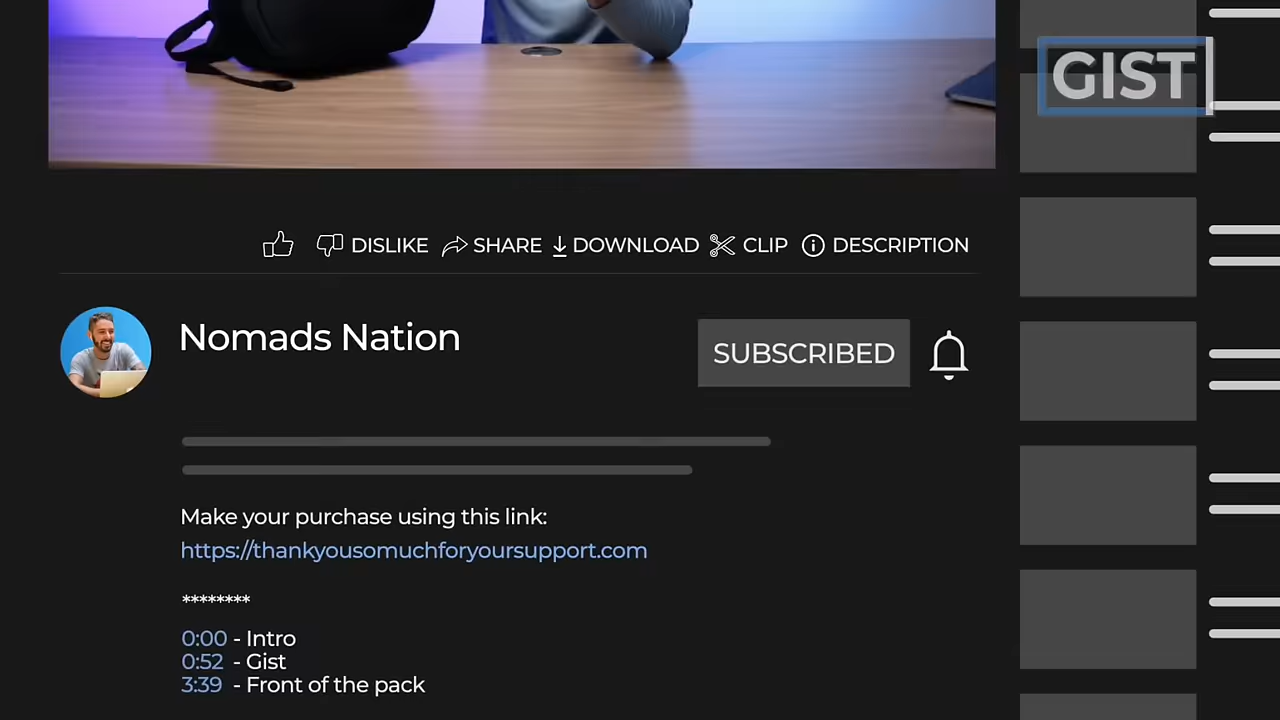 GIST
DISLIKE SHARE DOWNLOAD CLIP DESCRIPTION
Nomads Nation
SUBSCRIBED
Make your purchase using this link:
https://thankyousomuchforyoursupport.com
********
0:00 - Intro
0:52 - Gist
3:39 - Front of the pack